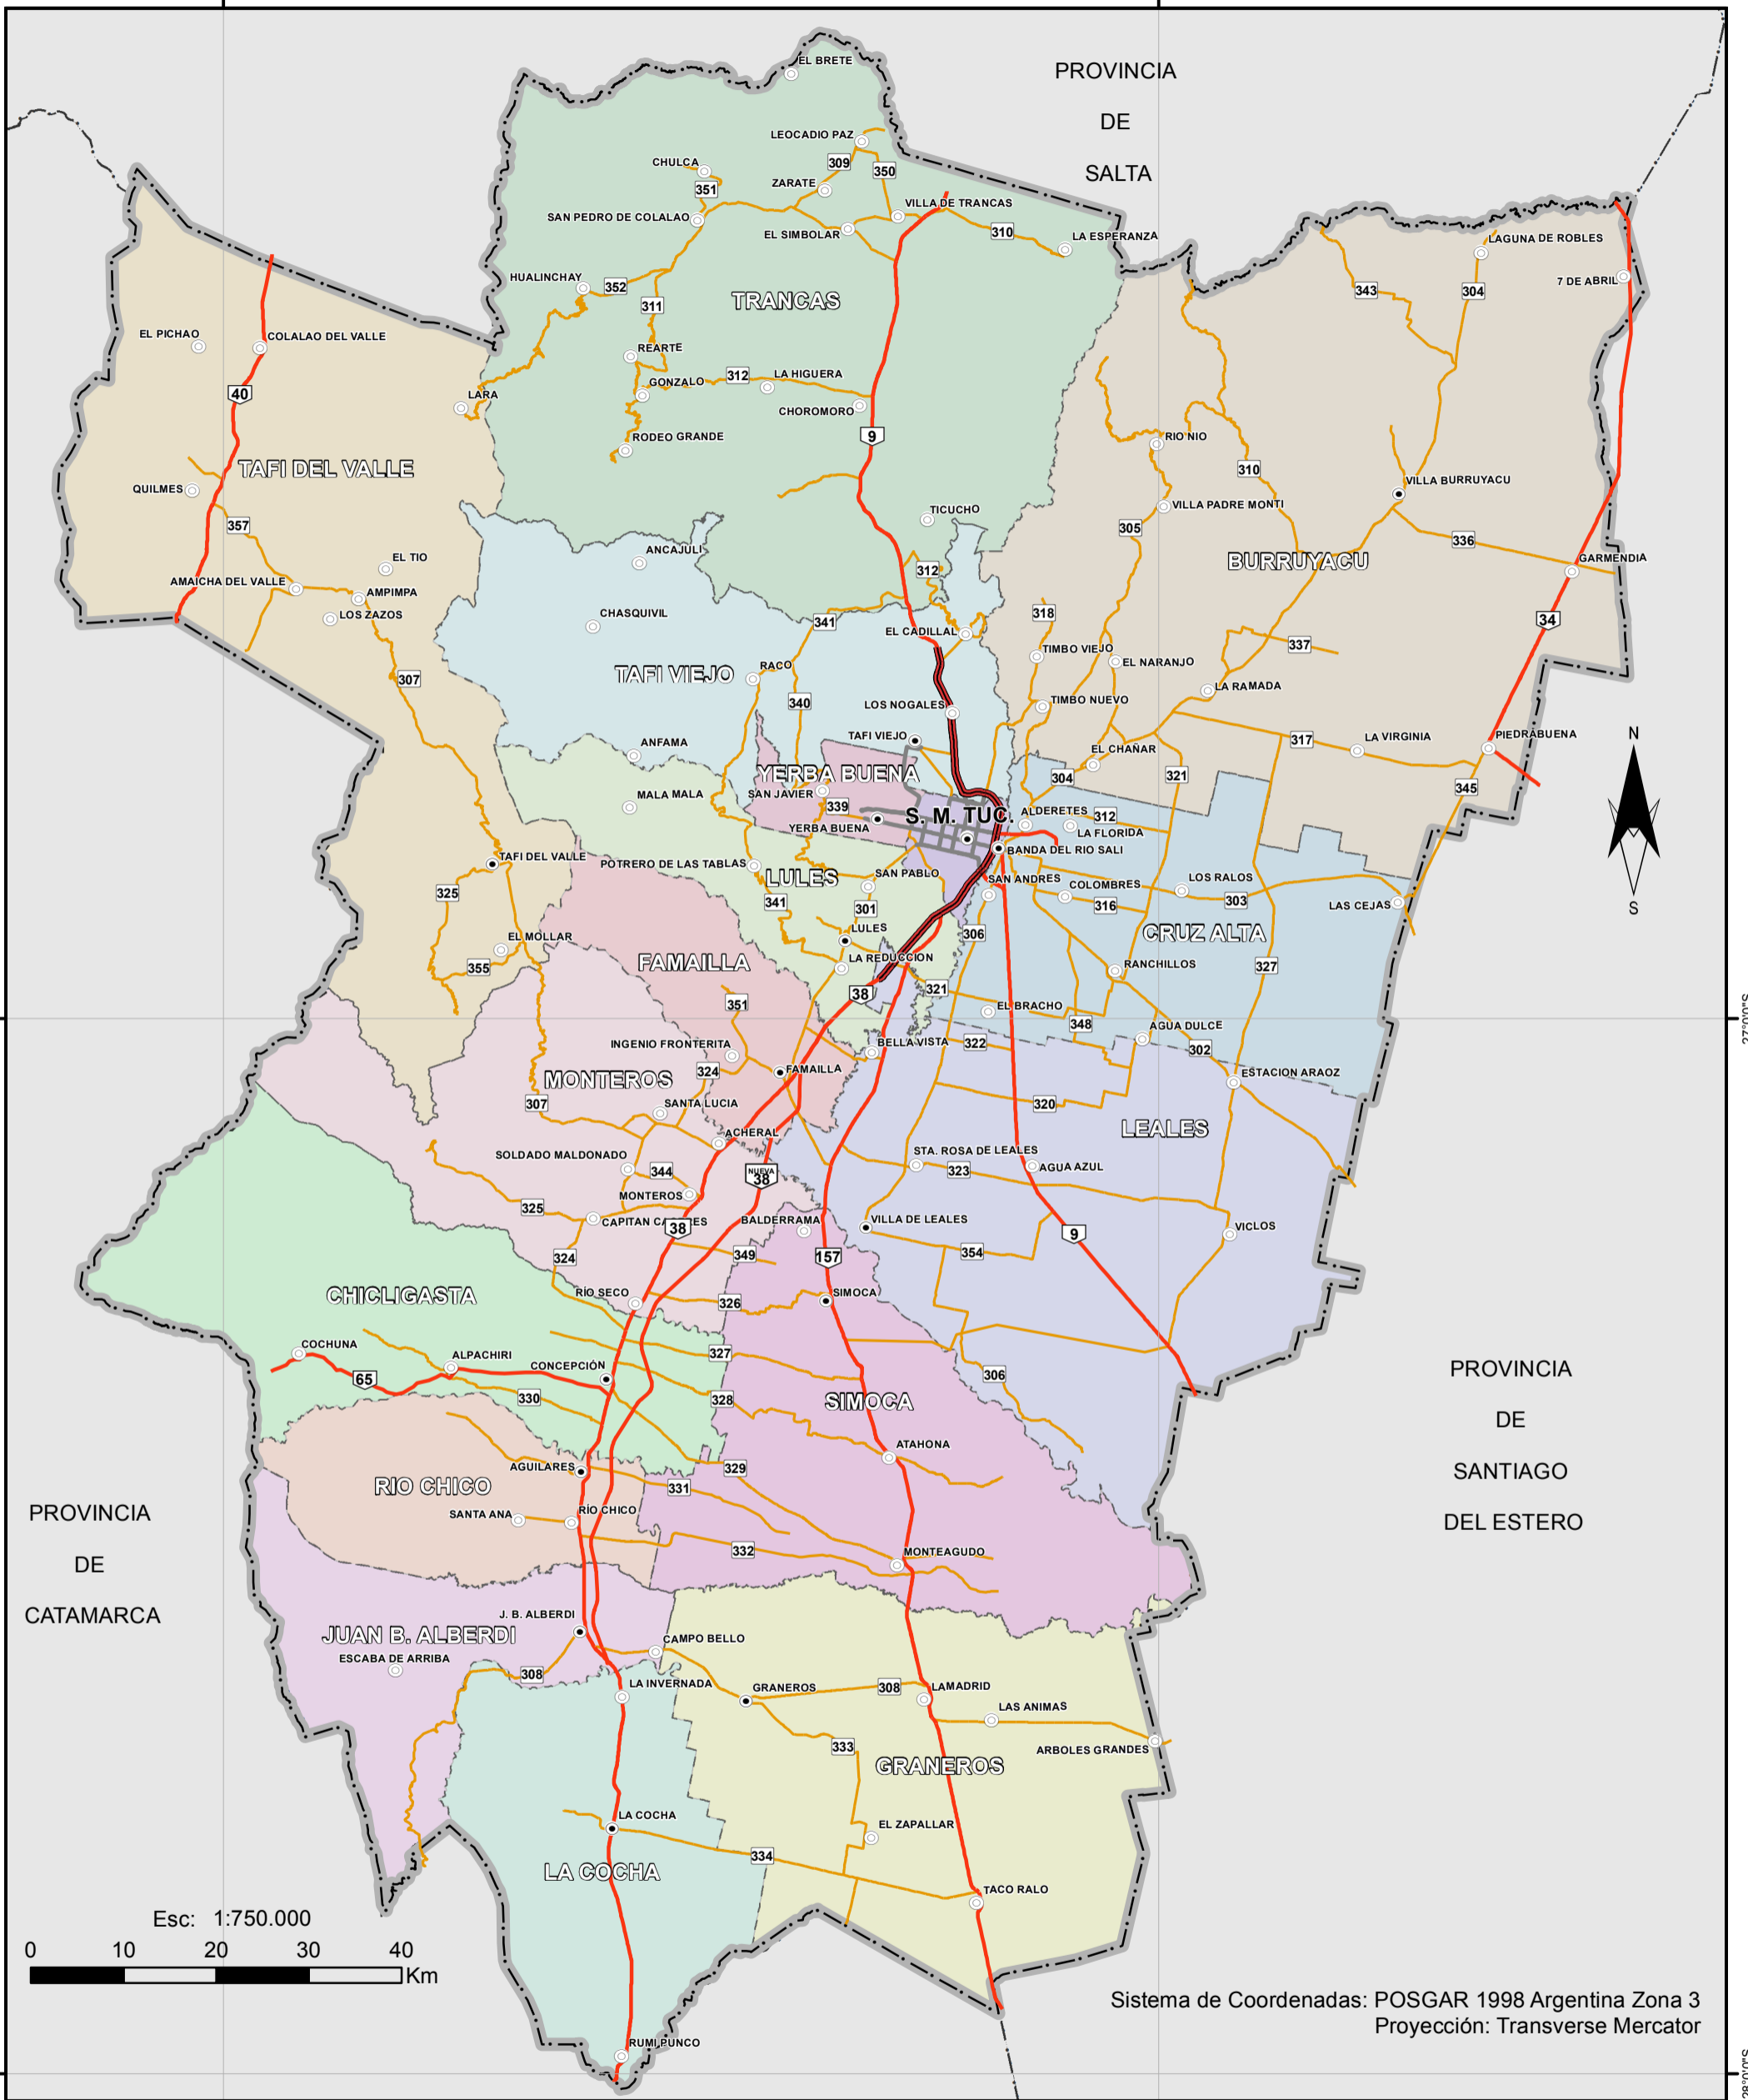 EL BRETE
PROVINCIA
DE
SALTA
LEOCADIO PAZ
CHULCA
309
350
ZARATE
351
VILLA DE TRANCAS
SAN PEDRO DE COLALAO
EL SIMBOLAR
310
LA ESPERANZA
LAGUNA DE ROBLES
7 DE ABRIL
HUALINCHAY
352
343
304
311
TRANCAS
EL PICHAO
COLALAO DEL VALLE
REARTE
312
LA HIGUERA
GONZALO
40
LARA
CHOROMORO
9
RODEO GRANDE
RIO NIO
TAFI DEL VALLE
310
QUILMES
VILLA BURRUYACU
VILLA PADRE MONTI
TICUCHO
357
305
336
ANCAJULI
EL TIO
GARMENDIA
BURRUYACU
312
AMAICHA DEL VALLE
AMPIMPA
LOS ZAZOS
CHASQUIVIL
318
341
34
EL CADILLAL
337
TIMBO VIEJO
EL NARANJO
RACO
TAFI VIEJO
307
LA RAMADA
340
LOS NOGALES
TIMBO NUEVO
TAFI VIEJO
ANFAMA
EL CHAÑAR
317
LA VIRGINIA
PIEDRABUENA
N
YERBA BUENA
304
321
345
SAN JAVIER
MALA MALA
339
S. M. TUC.
ALDERETES
312
YERBA BUENA
LA FLORIDA
BANDA DEL RIO SALI
TAFI DEL VALLE
POTRERO DE LAS TABLAS
LULES
SAN PABLO
SAN ANDRES
COLOMBRES
LOS RALOS
325
341
301
316
303
LAS CEJAS
S
LULES
306
CRUZ ALTA
EL MOLLAR
355
FAMAILLA
LA REDUCCION
RANCHILLOS
327
38
321
351
EL BRACHO
348
27°0'0"S
AGUA DULCE
INGENIO FRONTERITA
BELLA VISTA
322
302
324
FAMAILLA
ESTACION ARAOZ
MONTEROS
307
SANTA LUCIA
320
LEALES
ACHERAL
SOLDADO MALDONADO
344
STA. ROSA DE LEALES
323
AGUA AZUL
NUEVA
38
MONTEROS
325
CAPITAN CACERES
38
BALDERRAMA
VILLA DE LEALES
9
VICLOS
324
349
157
354
RÍO SECO
CHICLIGASTA
326
SIMOCA
COCHUNA
ALPACHIRI
CONCEPCIÓN
327
65
330
328
306
PROVINCIA
DE
SANTIAGO
DEL ESTERO
SIMOCA
ATAHONA
AGUILARES
329
RIO CHICO
331
SANTA ANA
RÍO CHICO
PROVINCIA
DE
CATAMARCA
332
MONTEAGUDO
J. B. ALBERDI
JUAN B. ALBERDI
CAMPO BELLO
ESCABA DE ARRIBA
308
LA INVERNADA
GRANEROS
308
LAMADRID
LAS ANIMAS
333
ARBOLES GRANDES
GRANEROS
LA COCHA
EL ZAPALLAR
334
LA COCHA
TACO RALO
Esc: 1:750.000
0 10 20 30 40
Km
Sistema de Coordenadas: POSGAR 1998 Argentina Zona 3
Proyección: Transverse Mercator
RUMI PUNCO